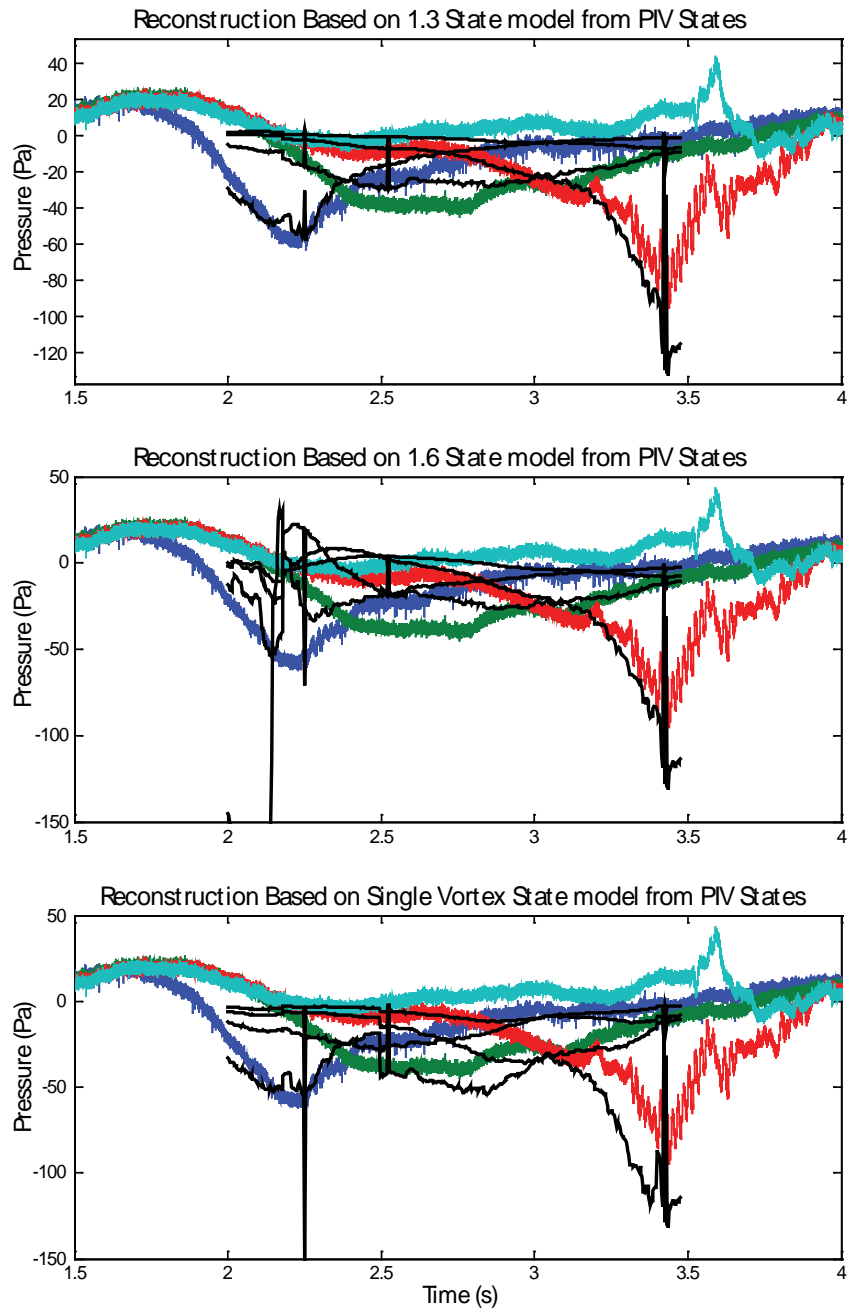 Reconstruction Based on 1.3 State model from PIV States
40
20
0
-20
-40
-60
-80
-100
-120
Pressure (Pa)
1.5 2 2.5 3 3.5 4
Reconstruction Based on 1.6 State model from PIV States
50
0
-50
-100
-150
Pressure (Pa)
1.5 2 2.5 3 3.5 4
Reconstruction Based on Single Vortex State model from PIV States
50
0
-50
-100
-150
Pressure (Pa)
1.5 2 2.5 3 3.5 4
Time (s)